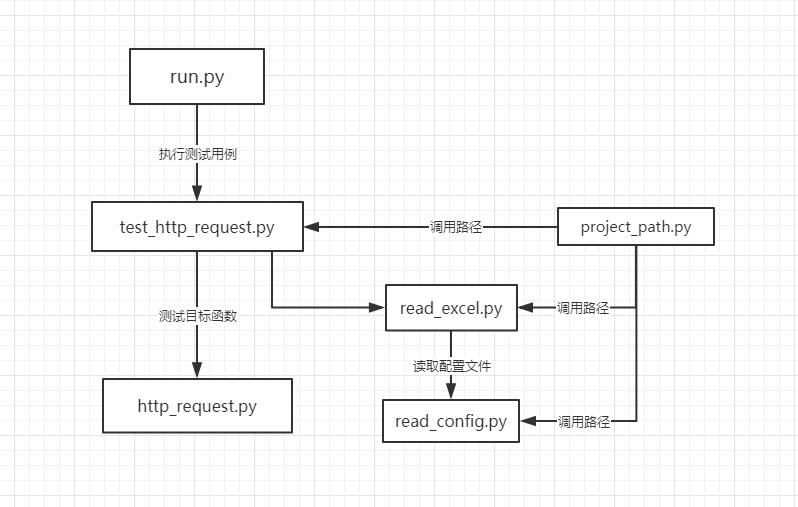 run.py
执行测试用例
test_http_request.py
调用路径
project_path.py
测试目标函数
read_excel.py
调用路径
读取配置文件
http_request.py
read_config.py
调用路径